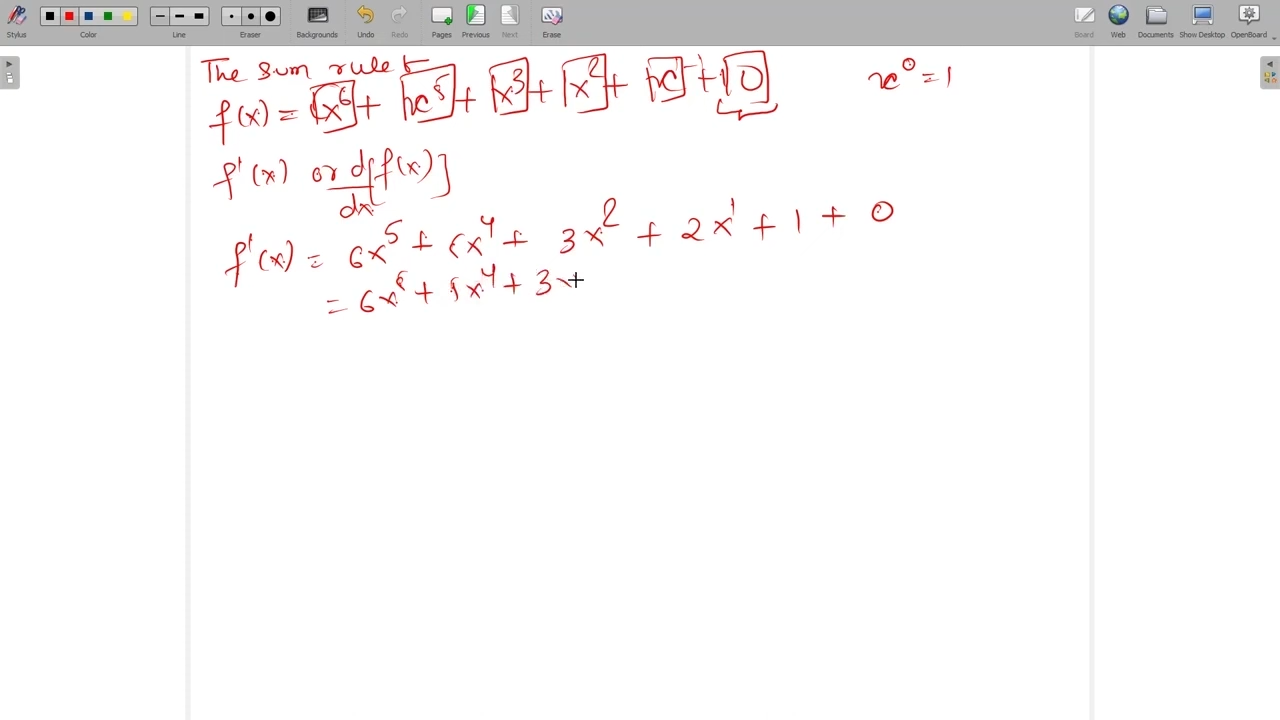 Stylus Color Line Eraser Backgrounds Undo Redo Pages Previous Next Erase Board Web Documents Show Desktop OpenBoard
The sum rule
f(x) = x⁶ + x⁵ + x³ + x² + x + 10
x⁰ = 1
f'(x) or d[f(x)]
dx
f'(x) = 6x⁵ + 5x⁴ + 3x² + 2x¹ + 1 + 0
= 6x⁵ + 5x⁴ + 3x